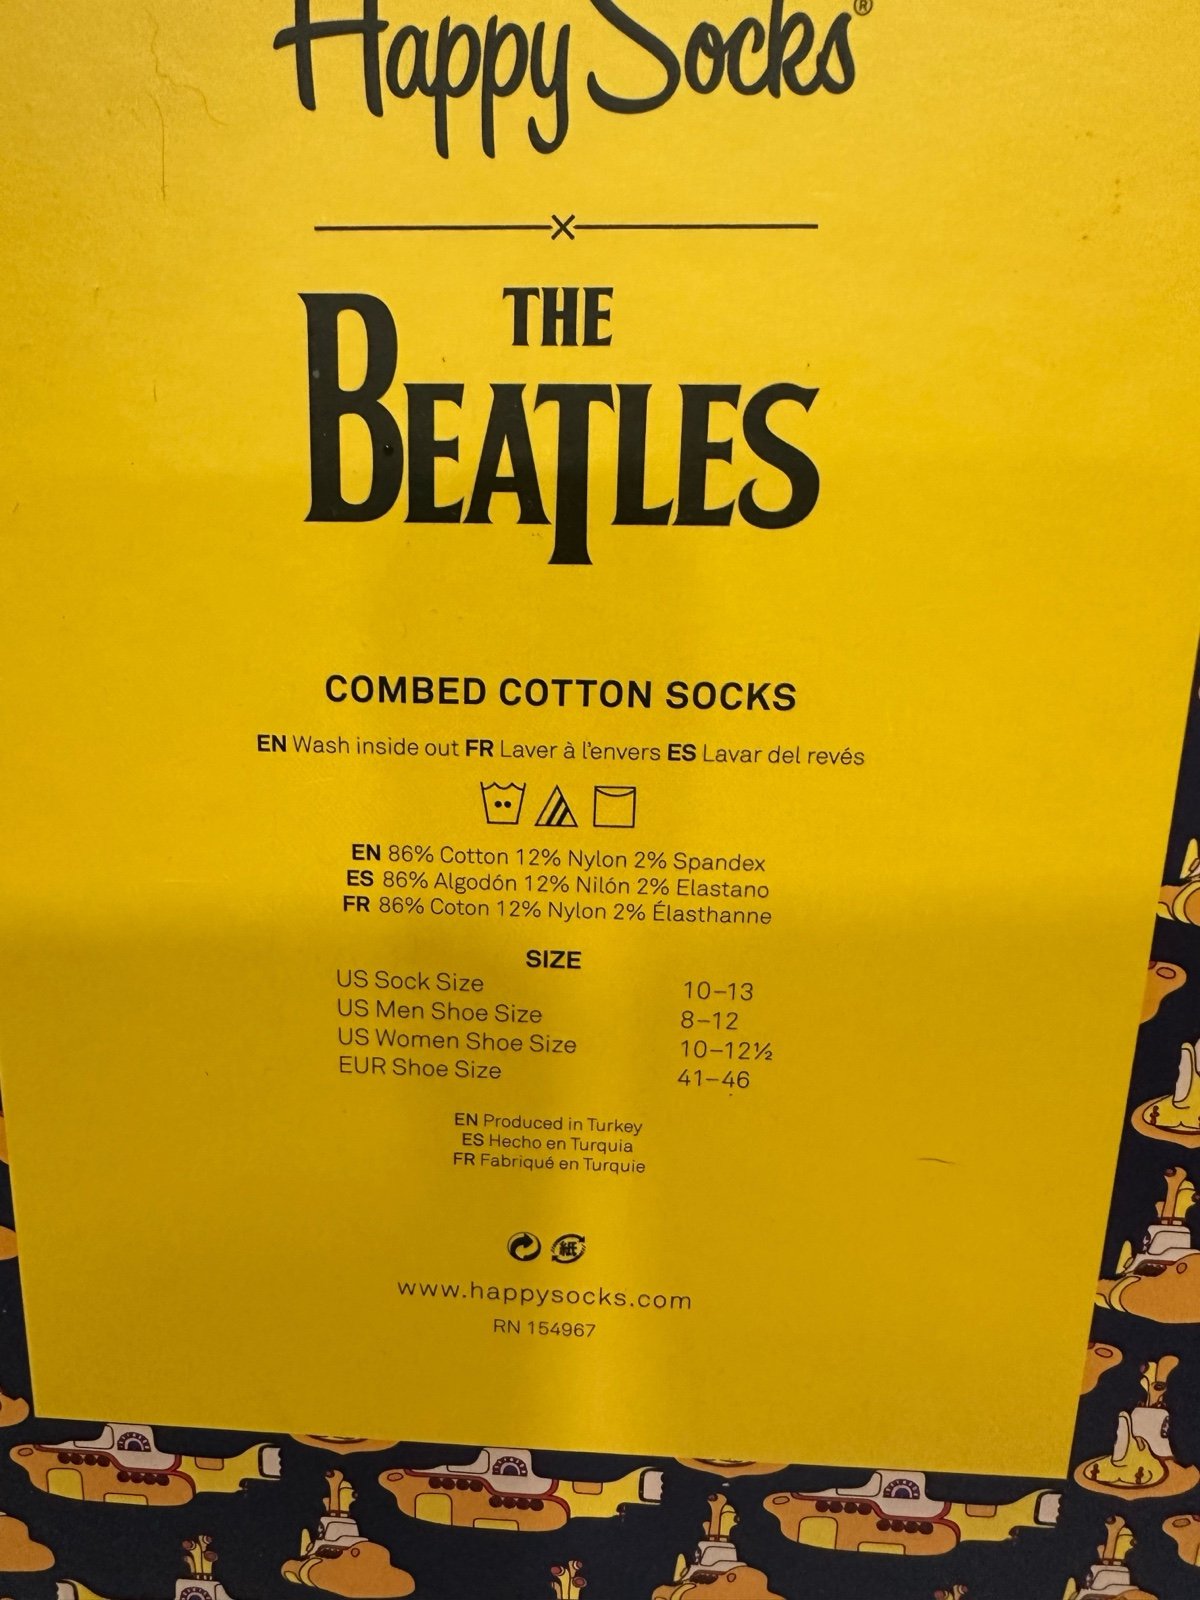 Happy Socks®
×
THE
BEATLES
COMBED COTTON SOCKS
EN Wash inside out FR Laver à l'envers ES Lavar del revés
EN 86% Cotton 12% Nylon 2% Spandex
ES 86% Algodón 12% Nilón 2% Elastano
FR 86% Coton 12% Nylon 2% Élasthanne
SIZE
US Sock Size 10–13
US Men Shoe Size 8–12
US Women Shoe Size 10–12½
EUR Shoe Size 41–46
EN Produced in Turkey
ES Hecho en Turquia
FR Fabriqué en Turquie
紙
www.happysocks.com
RN 154967